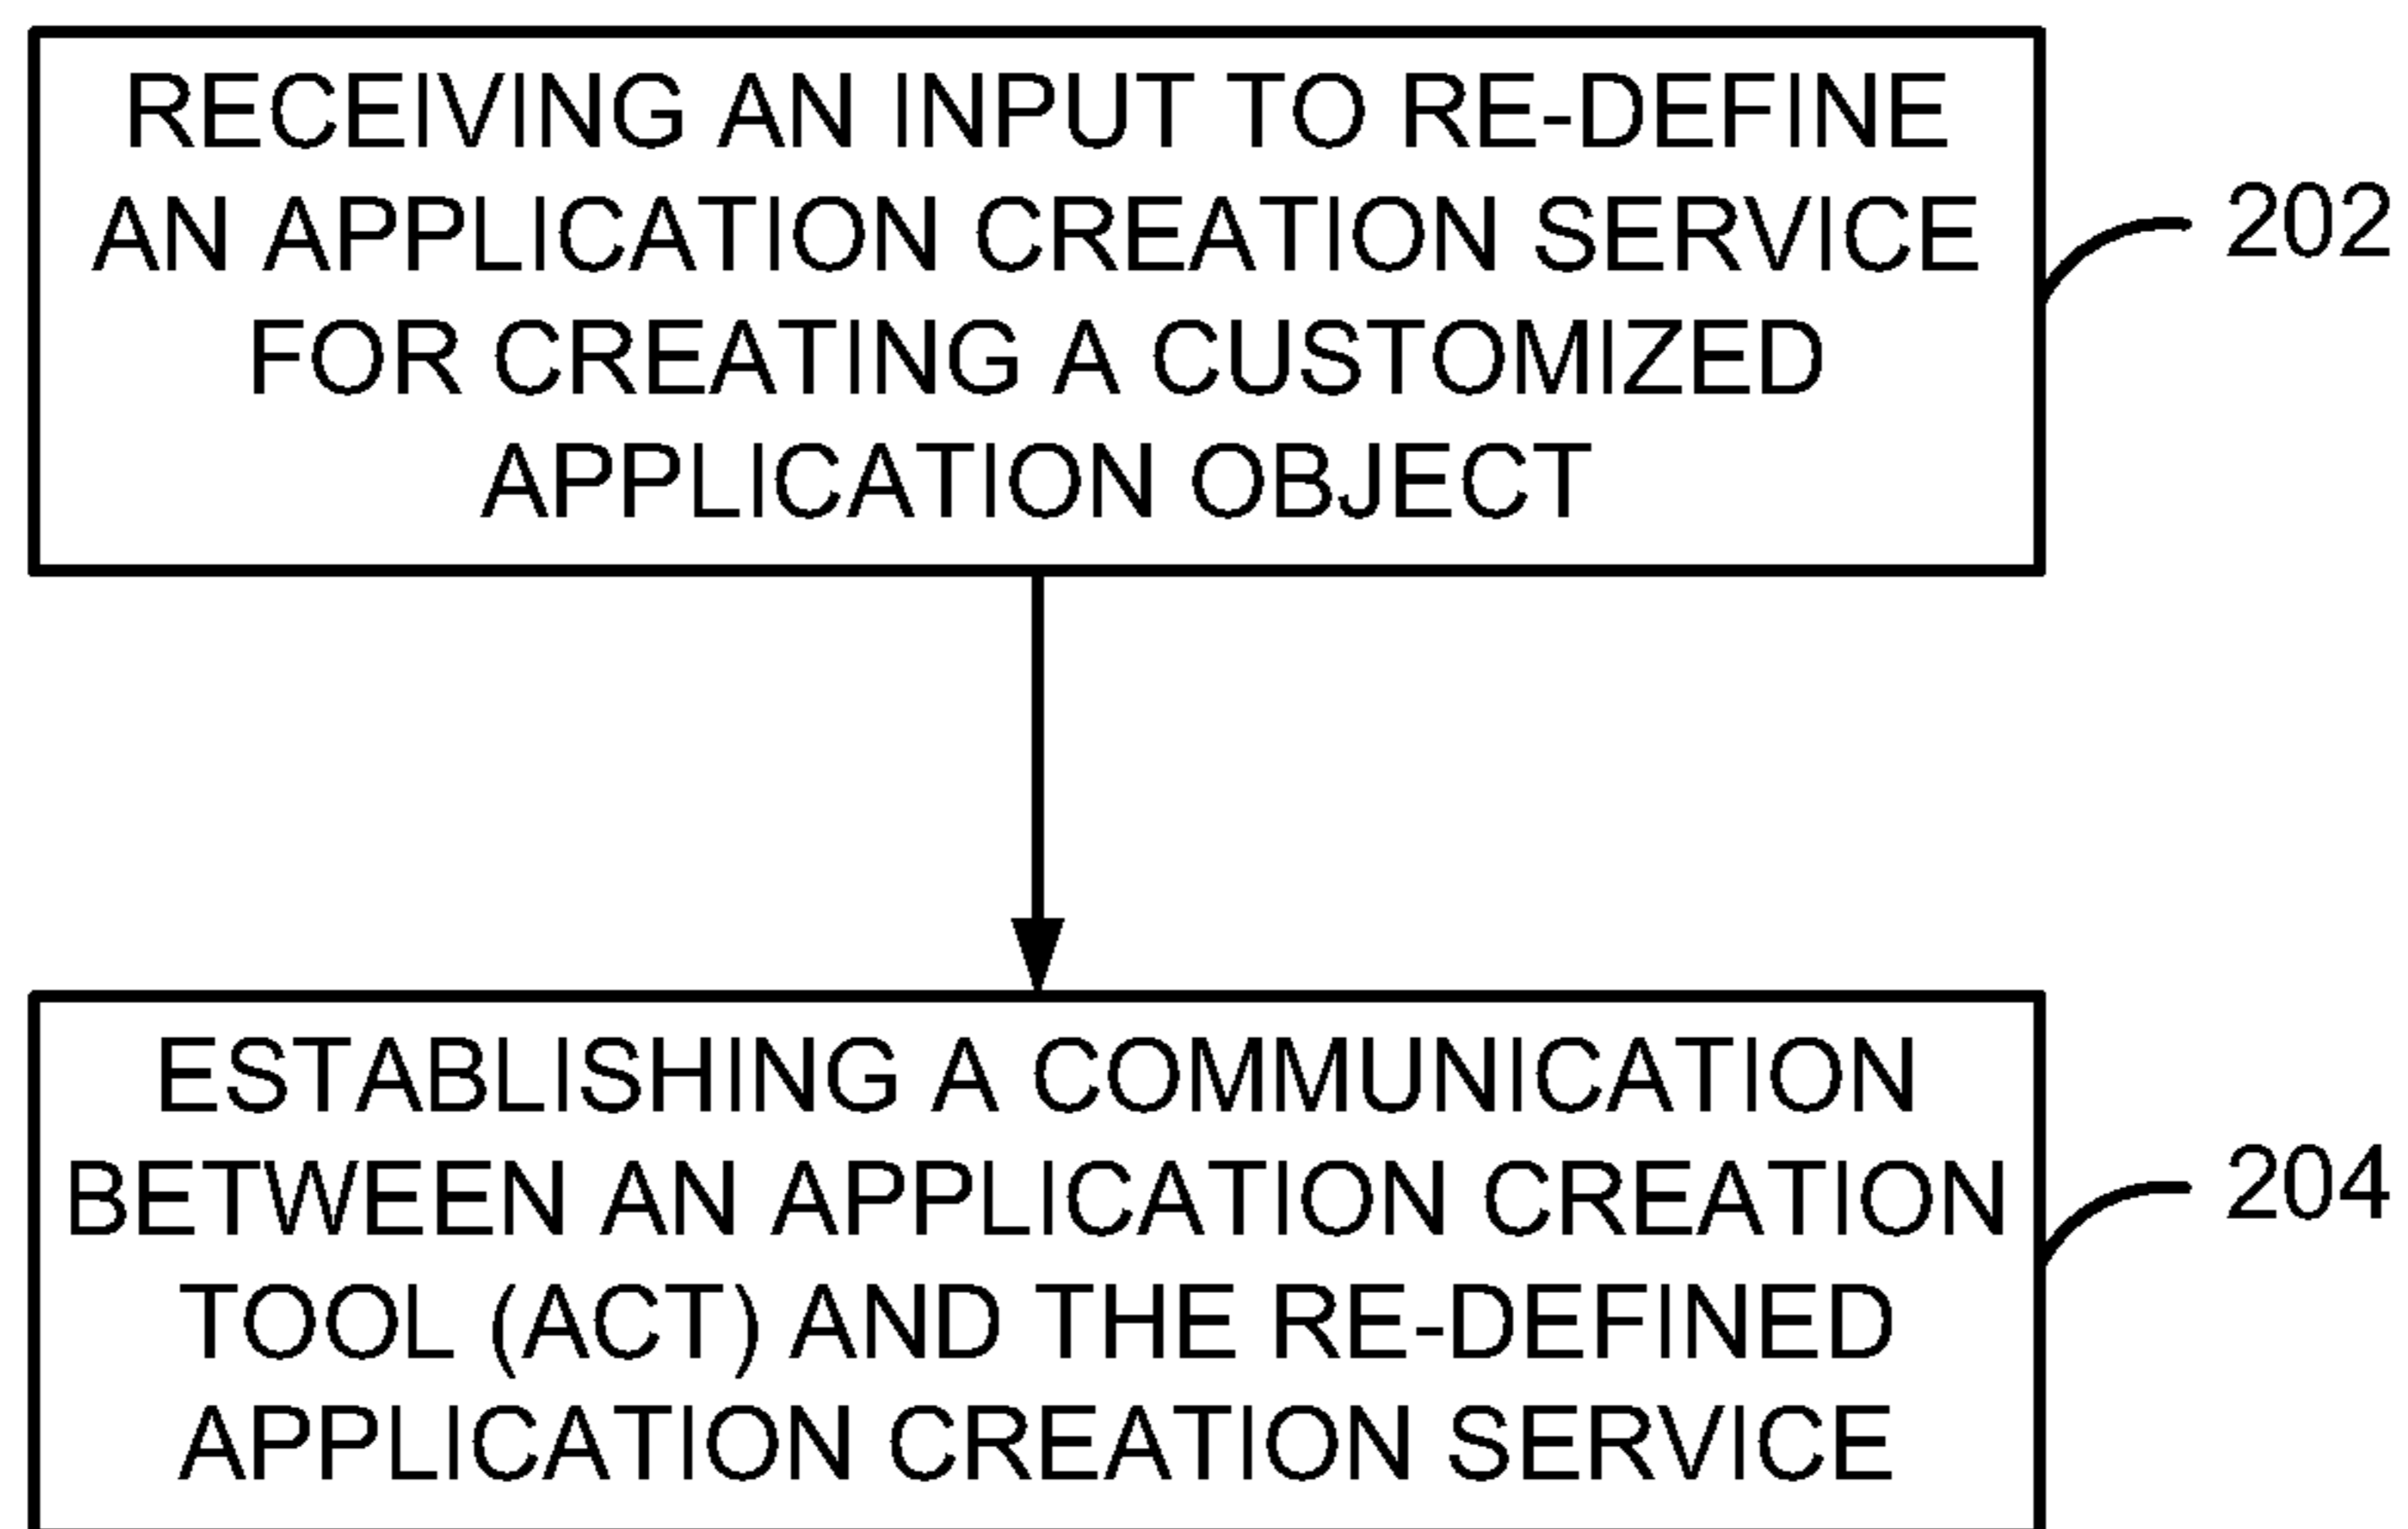 RECEIVING AN INPUT TO RE-DEFINE
AN APPLICATION CREATION SERVICE
FOR CREATING A CUSTOMIZED
APPLICATION OBJECT
202
ESTABLISHING A COMMUNICATION
BETWEEN AN APPLICATION CREATION
TOOL (ACT) AND THE RE-DEFINED
APPLICATION CREATION SERVICE
204